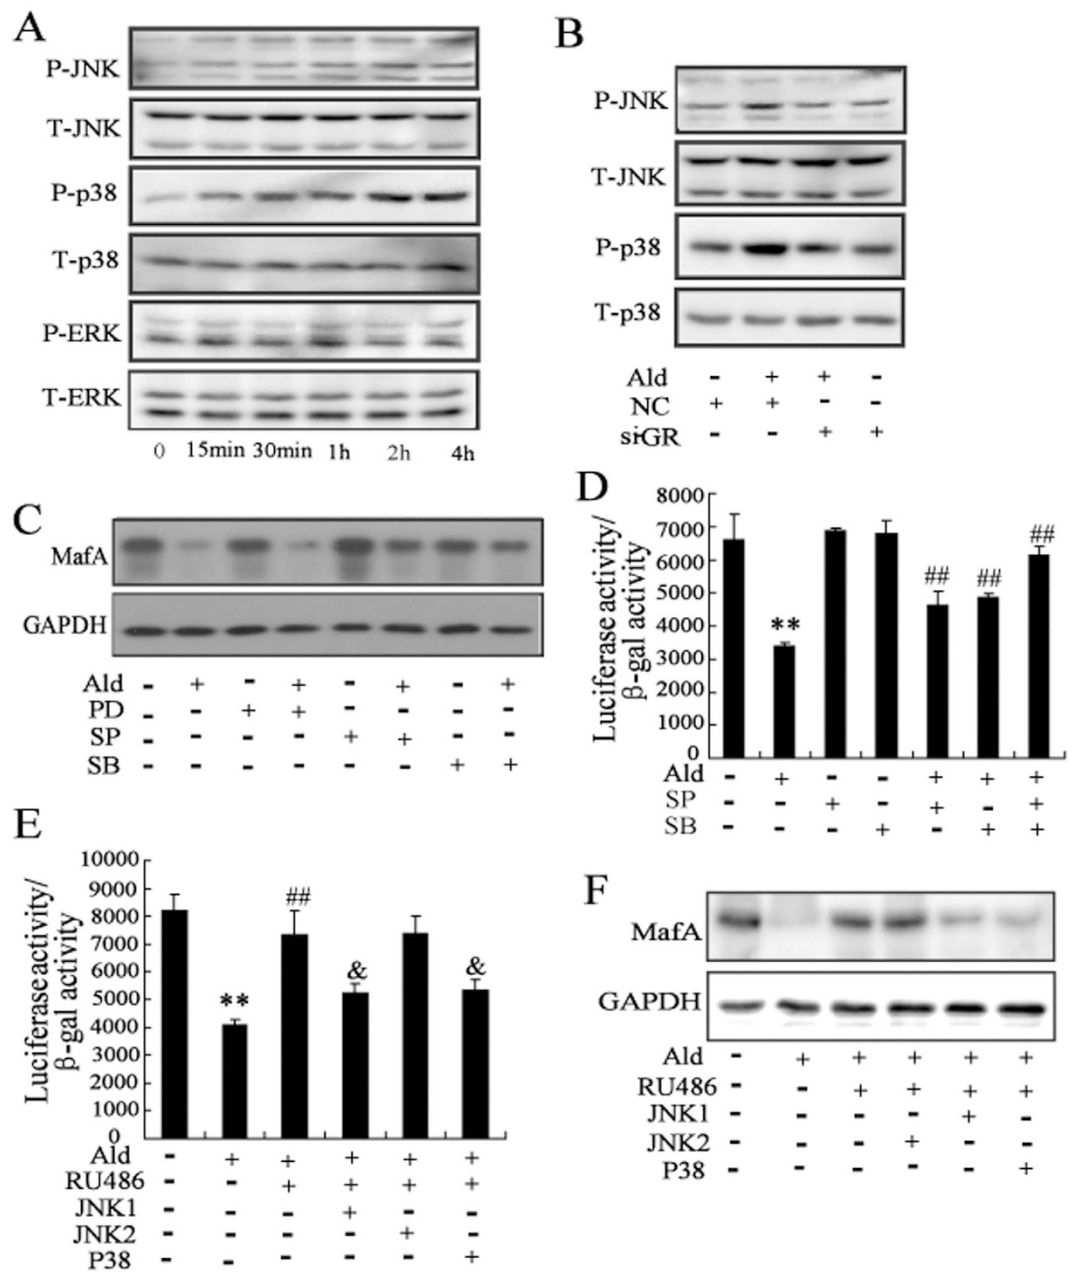 A
P-JNK
T-JNK
P-p38
T-p38
P-ERK
T-ERK
0 15min 30min 1h 2h 4h
B
P-JNK
T-JNK
P-p38
T-p38
Ald - + + -
NC + + - -
siGR - - + +
C
MafA
GAPDH
Ald - + - + - + - +
PD - - + + - - - -
SP - - - - + + - -
SB - - - - - - + +
D
Luciferase activity/
β-gal activity
8000
7000
6000
5000
4000
3000
2000
1000
0
**
##
##
##
Ald - + - - + + +
SP - - + - + - +
SB - - - + - + +
E
Luciferase activity/
β-gal activity
10000
9000
8000
7000
6000
5000
4000
3000
2000
1000
0
**
##
&
&
Ald - + + + + +
RU486 - - + + + +
JNK1 - - - + - -
JNK2 - - - - + -
P38 - - - - - +
F
MafA
GAPDH
Ald - + + + + +
RU486 - - + + + +
JNK1 - - - - + -
JNK2 - - - + - -
P38 - - - - - +